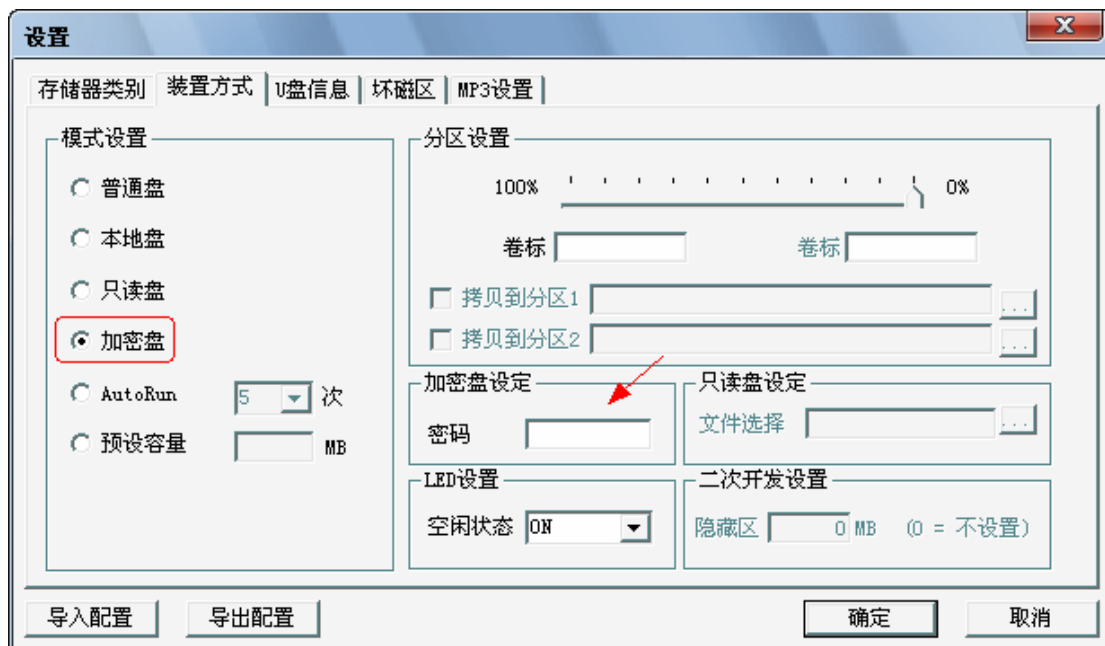 设置
存储器类别 装置方式 U盘信息 坏磁区 MP3设置
模式设置
普通盘
本地盘
只读盘
加密盘
AutoRun 5 次
预设容量 MB
分区设置
100% 0%
卷标 卷标
拷贝到分区1 ...
拷贝到分区2 ...
加密盘设定
密码
只读盘设定
文件选择 ...
LED设置
空闲状态 ON
二次开发设置
隐藏区 0 MB (0 = 不设置)
导入配置 导出配置 确定 取消